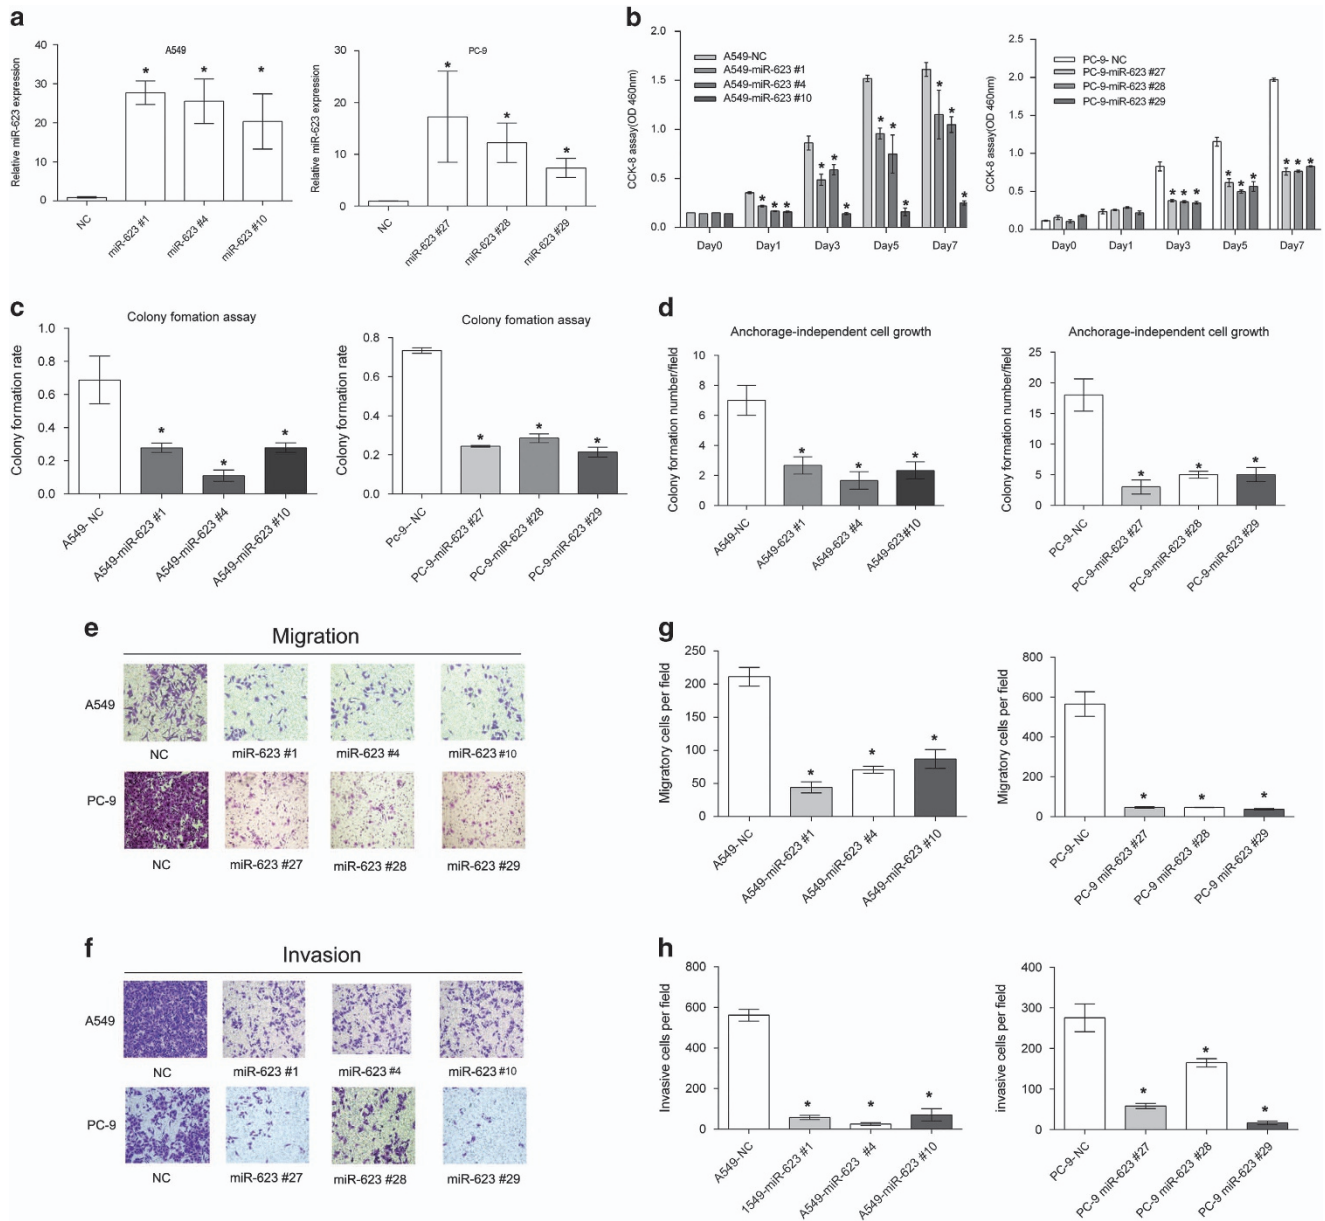 a
A549
Relative miR-623 expression
40
30
20
10
0
NC
miR-623 #1
miR-623 #4
miR-623 #10
*
*
*
PC-9
Relative miR-623 expression
30
20
10
0
NC
miR-623 #27
miR-623 #28
miR-623 #29
*
*
*
b
CCK-8 assay(OD 460nm)
2.0
1.5
1.0
0.5
0.0
A549-NC
A549-miR-623 #1
A549-miR-623 #4
A549-miR-623 #10
* * *
* * *
* * *
* * *
Day0
Day1
Day3
Day5
Day7
CCK-8 assay(OD 460nm)
2.5
2.0
1.5
1.0
0.5
0.0
PC-9- NC
PC-9-miR-623 #27
PC-9-miR-623 #28
PC-9-miR-623 #29
* * *
* * *
* * *
Day0
Day1
Day3
Day5
Day7
c
Colony fomation assay
Colony formation rate
1.0
0.8
0.6
0.4
0.2
0.0
*
*
*
A549- NC
A549-miR-623 #1
A549-miR-623 #4
A549-miR-623 #10
Colony fomation assay
Colony formation rate
0.8
0.6
0.4
0.2
0.0
*
*
*
Pc-9-- NC
PC-9-miR-623 #27
PC-9-miR-623 #28
PC-9-miR-623 #29
d
Anchorage-independent cell growth
Colony formation number/field
10
8
6
4
2
0
*
*
*
A549-NC
A549-623 #1
A549-623 #4
A549-623#10
Anchorage-independent cell growth
Colony formation number/field
25
20
15
10
5
0
*
*
*
PC-9-NC
PC-9-miR-623 #27
PC-9-miR-623 #28
PC-9-miR-623 #29
e
Migration
A549
NC
miR-623 #1
miR-623 #4
miR-623 #10
PC-9
NC
miR-623 #27
miR-623 #28
miR-623 #29
g
Migratory cells per field
250
200
150
100
50
0
*
*
*
A549-NC
A549-miR-623 #1
A549-miR-623 #4
A549-miR-623 #10
Migratory cells per field
800
600
400
200
0
*
*
*
PC-9-NC
PC-9 miR-623 #27
PC-9 miR-623 #28
PC-9 miR-623 #29
f
Invasion
A549
NC
miR-623 #1
miR-623 #4
miR-623 #10
PC-9
NC
miR-623 #27
miR-623 #28
miR-623 #29
h
Invasive cells per field
800
600
400
200
0
*
*
*
A549-NC
1549-miR-623 #1
A549-miR-623 #4
A549-miR-623 #10
invasive cells per field
400
300
200
100
0
*
*
*
PC-9-NC
PC-9 miR-623 #27
PC-9 miR-623 #28
PC-9 miR-623 #29